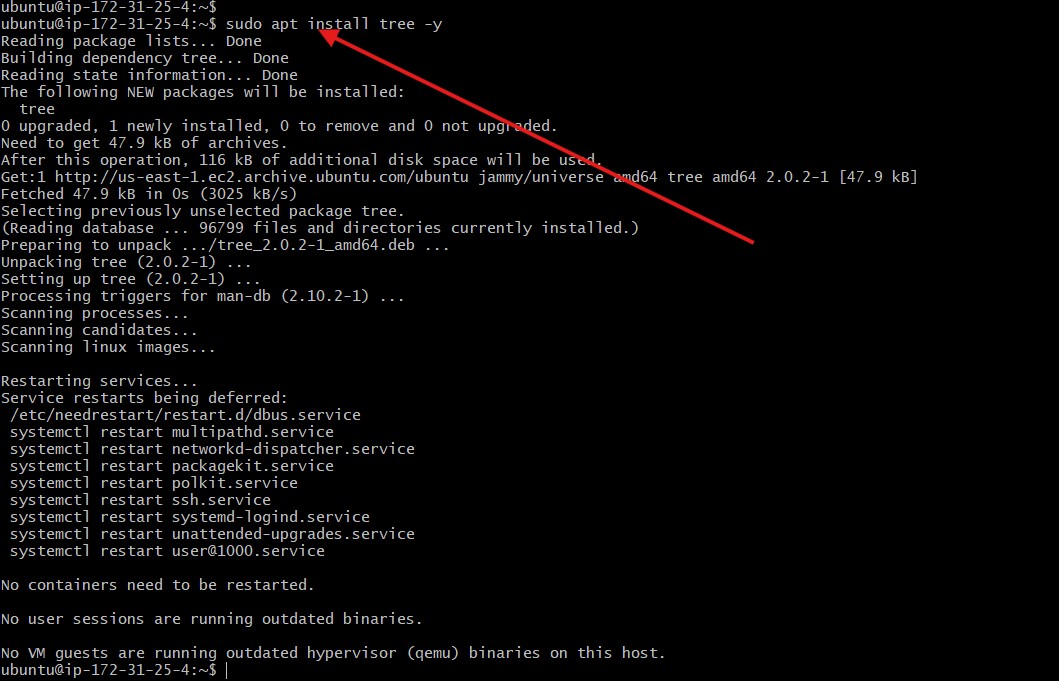 ubuntu@ip-172-31-25-4:~$
ubuntu@ip-172-31-25-4:~$ sudo apt install tree -y
Reading package lists... Done
Building dependency tree... Done
Reading state information... Done
The following NEW packages will be installed:
  tree
0 upgraded, 1 newly installed, 0 to remove and 0 not upgraded.
Need to get 47.9 kB of archives.
After this operation, 116 kB of additional disk space will be used.
Get:1 http://us-east-1.ec2.archive.ubuntu.com/ubuntu jammy/universe amd64 tree amd64 2.0.2-1 [47.9 kB]
Fetched 47.9 kB in 0s (3025 kB/s)
Selecting previously unselected package tree.
(Reading database ... 96799 files and directories currently installed.)
Preparing to unpack .../tree_2.0.2-1_amd64.deb ...
Unpacking tree (2.0.2-1) ...
Setting up tree (2.0.2-1) ...
Processing triggers for man-db (2.10.2-1) ...
Scanning processes...
Scanning candidates...
Scanning linux images...

Restarting services...
Service restarts being deferred:
 /etc/needrestart/restart.d/dbus.service
 systemctl restart multipathd.service
 systemctl restart networkd-dispatcher.service
 systemctl restart packagekit.service
 systemctl restart polkit.service
 systemctl restart ssh.service
 systemctl restart systemd-logind.service
 systemctl restart unattended-upgrades.service
 systemctl restart user@1000.service

No containers need to be restarted.

No user sessions are running outdated binaries.

No VM guests are running outdated hypervisor (qemu) binaries on this host.
ubuntu@ip-172-31-25-4:~$